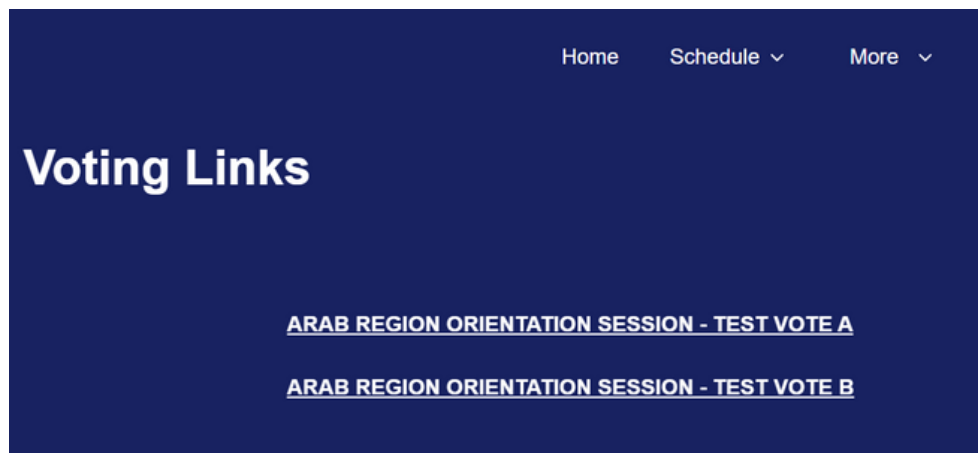 Home Schedule More
Voting Links
ARAB REGION ORIENTATION SESSION - TEST VOTE A
ARAB REGION ORIENTATION SESSION - TEST VOTE B